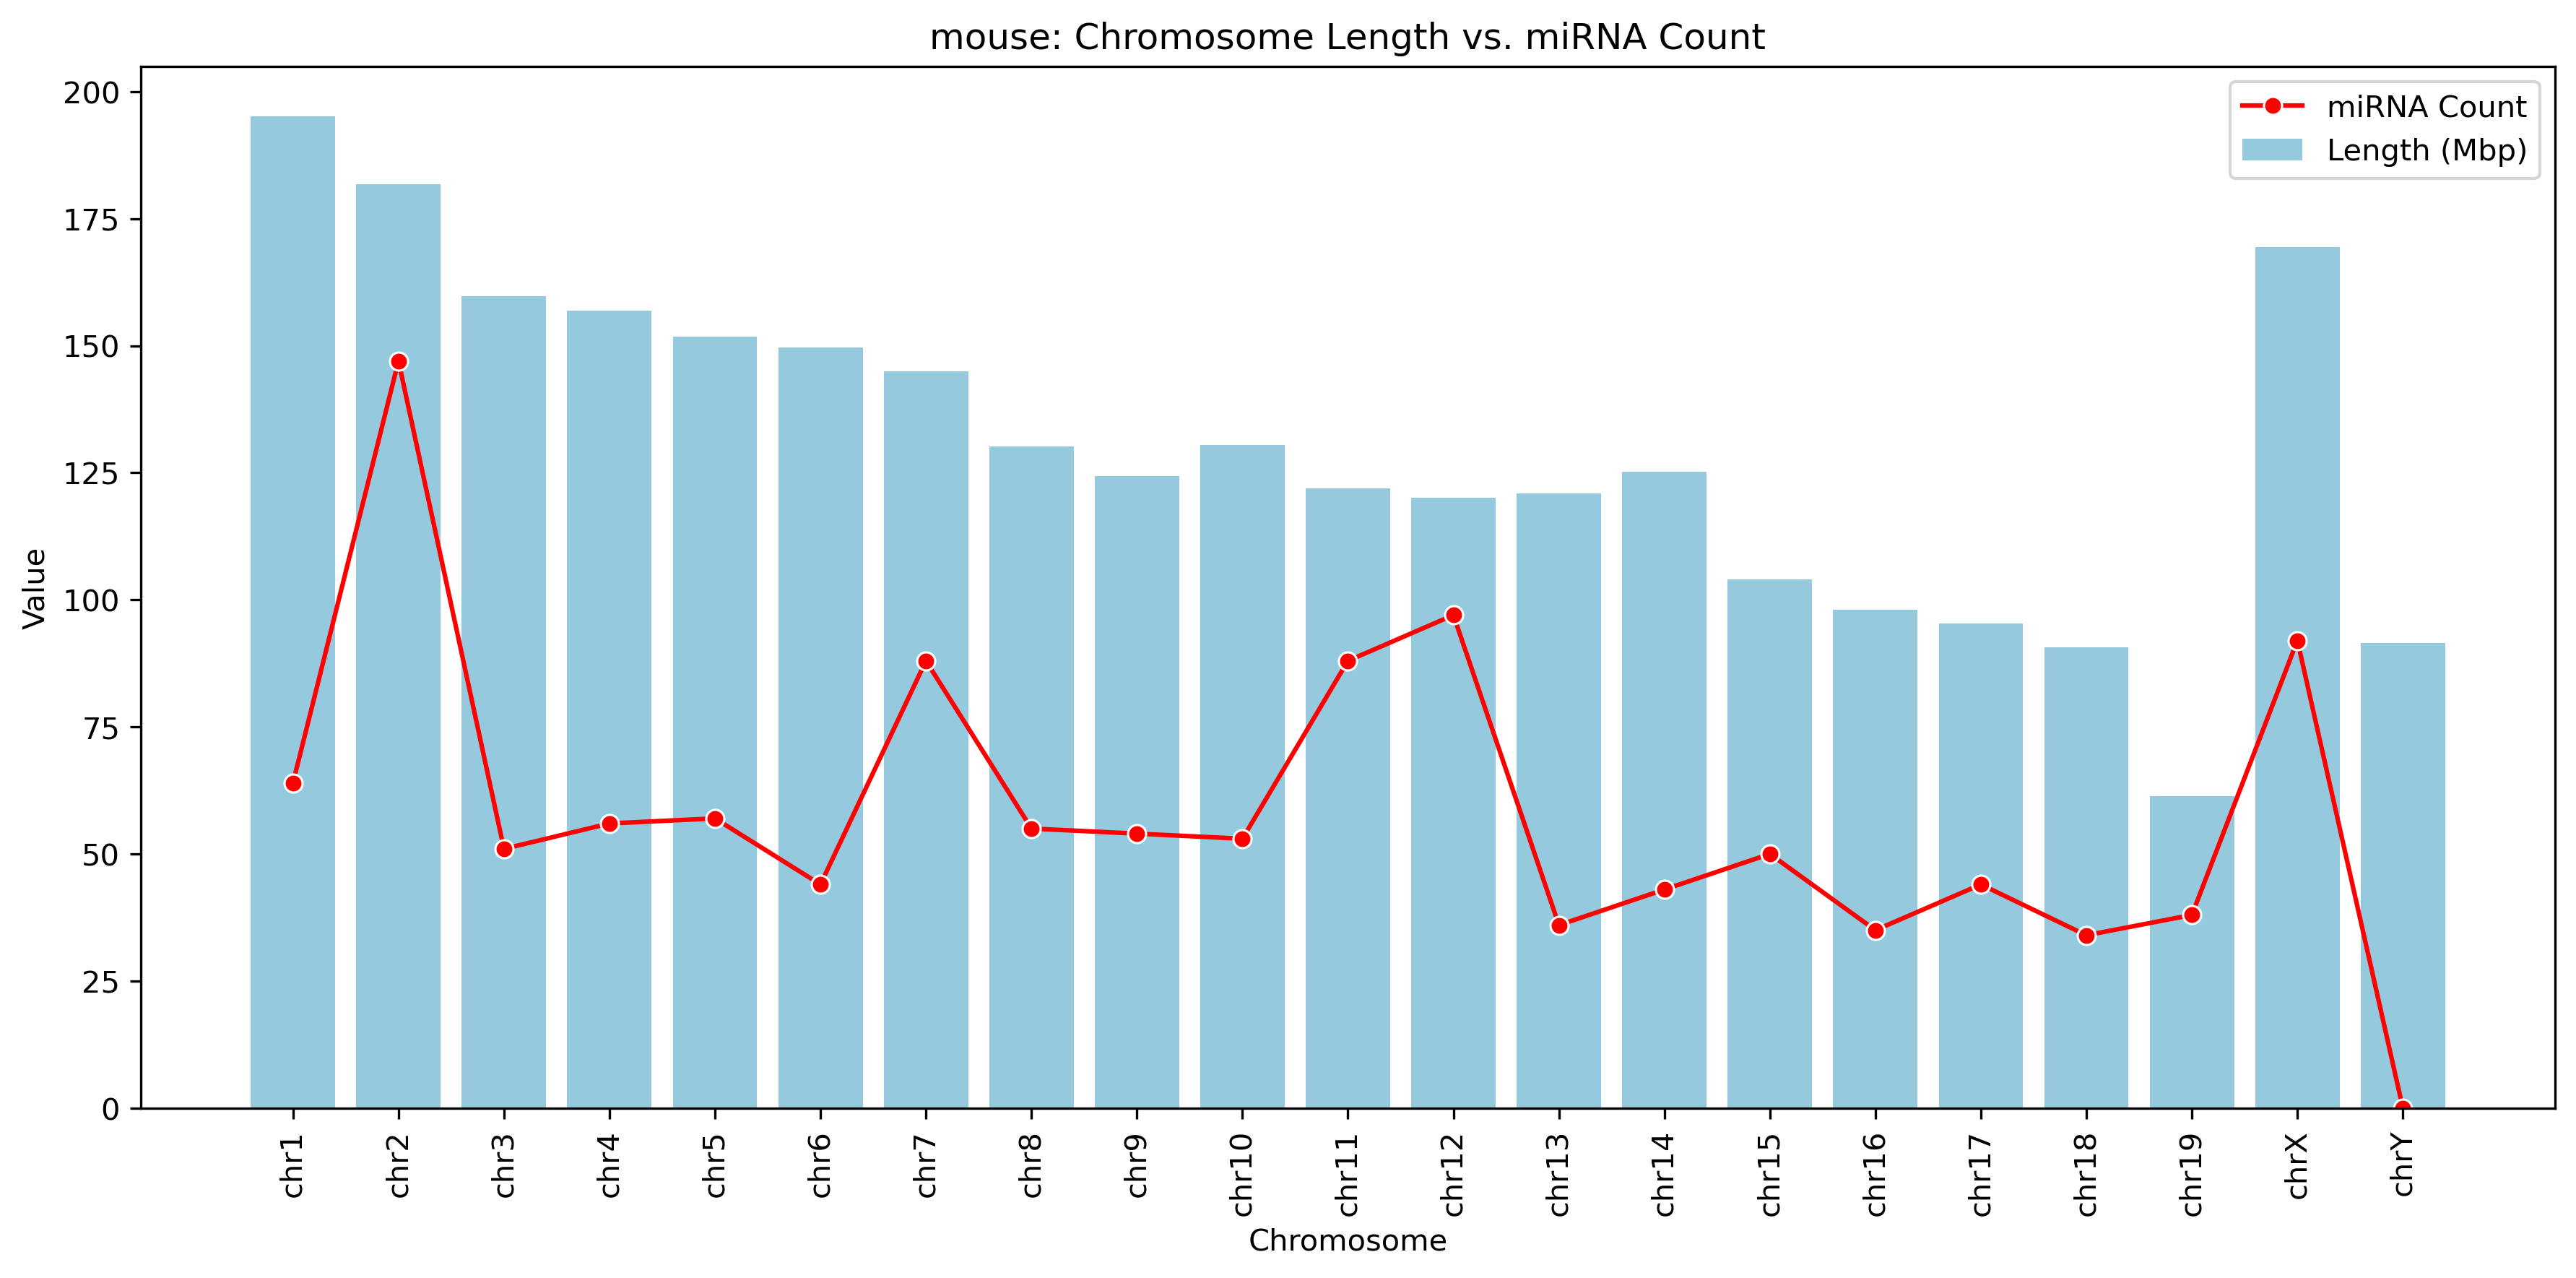 mouse: Chromosome Length vs. miRNA Count
miRNA Count
Length (Mbp)
Value
200
175
150
125
100
75
50
25
0
chr1
chr2
chr3
chr4
chr5
chr6
chr7
chr8
chr9
chr10
chr11
chr12
chr13
chr14
chr15
chr16
chr17
chr18
chr19
chrX
chrY
Chromosome